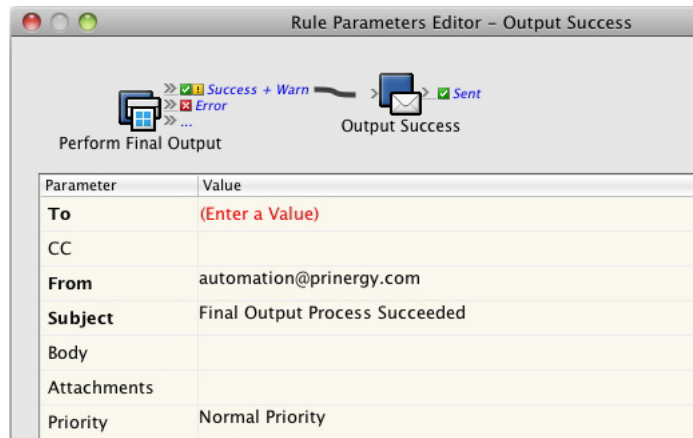 Rule Parameters Editor – Output Success
Success + Warn
Error
...
Sent
Perform Final Output
Output Success
Parameter Value
To (Enter a Value)
CC
From automation@prinergy.com
Subject Final Output Process Succeeded
Body
Attachments
Priority Normal Priority